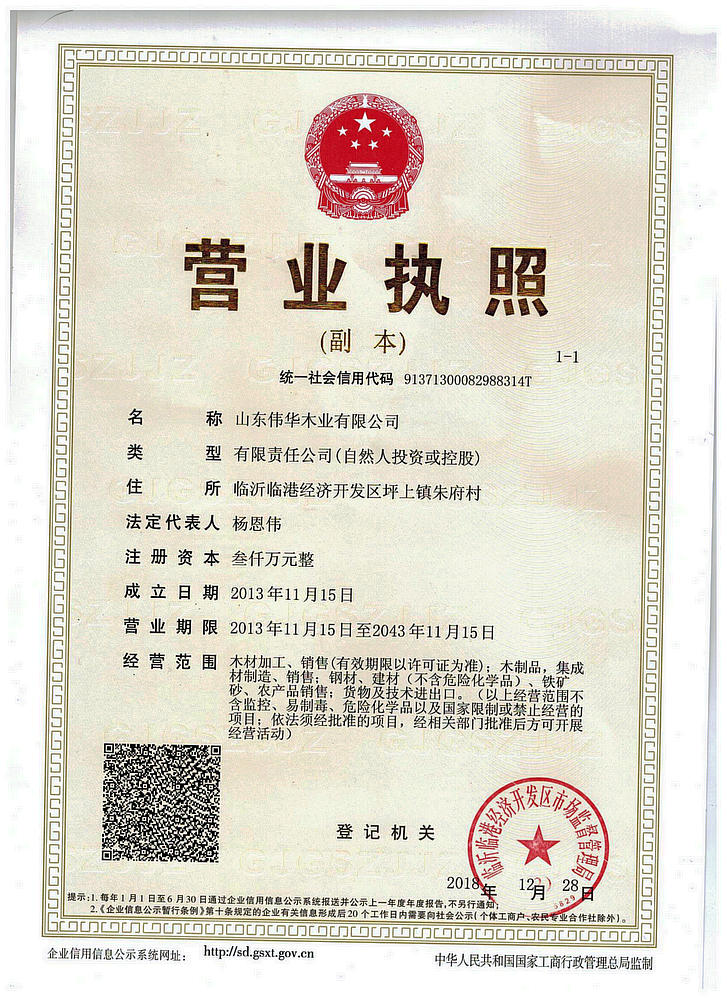 营业执照
(副 本)
1-1
统一社会信用代码 91371300082988314T
名 称 山东伟华木业有限公司
类 型 有限责任公司(自然人投资或控股)
住 所 临沂临港经济开发区坪上镇朱府村
法定代表人 杨恩伟
注册资本 叁仟万元整
成立日期 2013年11月15日
营业期限 2013年11月15日至2043年11月15日
经营范围 木材加工、销售(有效期限以许可证为准)；木制品，集成
材制造、销售；钢材、建材（不含危险化学品）、铁矿
砂、农产品销售；货物及技术进出口。（以上经营范围不
含监控、易制毒、危险化学品以及国家限制或禁止经营的
项目；依法须经批准的项目，经相关部门批准后方可开展
经营活动）
登记机关
临沂临港经济开发区市场监督管理局
2018年 12月 28日
提示:1. 每年1月1日至6月30日通过企业信用信息公示系统报送并公示上一年度年度报告,不另行通知;
2.《企业信息公示暂行条例》第十条规定的企业有关信息形成后20个工作日内需要向社会公示(个体工商户、农民专业合作社除外)。
企业信用信息公示系统网址： http://sd.gsxt.gov.cn
中华人民共和国国家工商行政管理总局监制